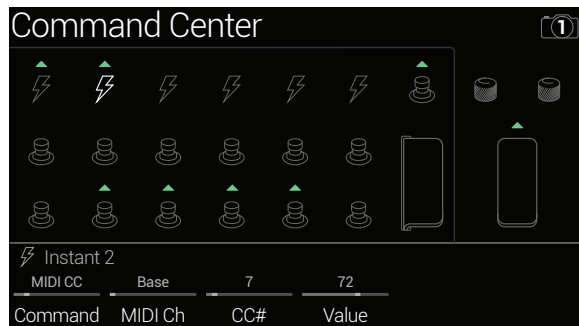 Command Center
1
Instant 2
MIDI CC Base 7 72
Command MIDI Ch CC# Value